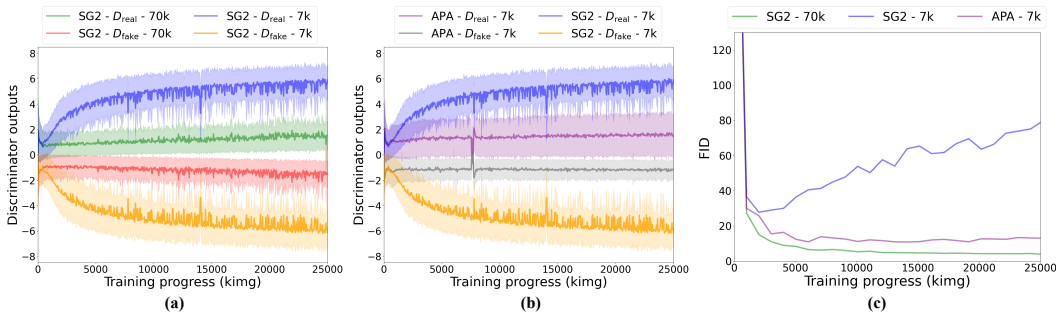 SG2 - D_real - 70k SG2 - D_real - 7k
SG2 - D_fake - 70k SG2 - D_fake - 7k
Discriminator outputs
8
6
4
2
0
−2
−4
−6
−8
0 5000 10000 15000 20000 25000
Training progress (kimg)
(a)
APA - D_real - 7k SG2 - D_real - 7k
APA - D_fake - 7k SG2 - D_fake - 7k
Discriminator outputs
8
6
4
2
0
−2
−4
−6
−8
0 5000 10000 15000 20000 25000
Training progress (kimg)
(b)
SG2 - 70k SG2 - 7k APA - 7k
FID
120
100
80
60
40
20
0
0 5000 10000 15000 20000 25000
Training progress (kimg)
(c)